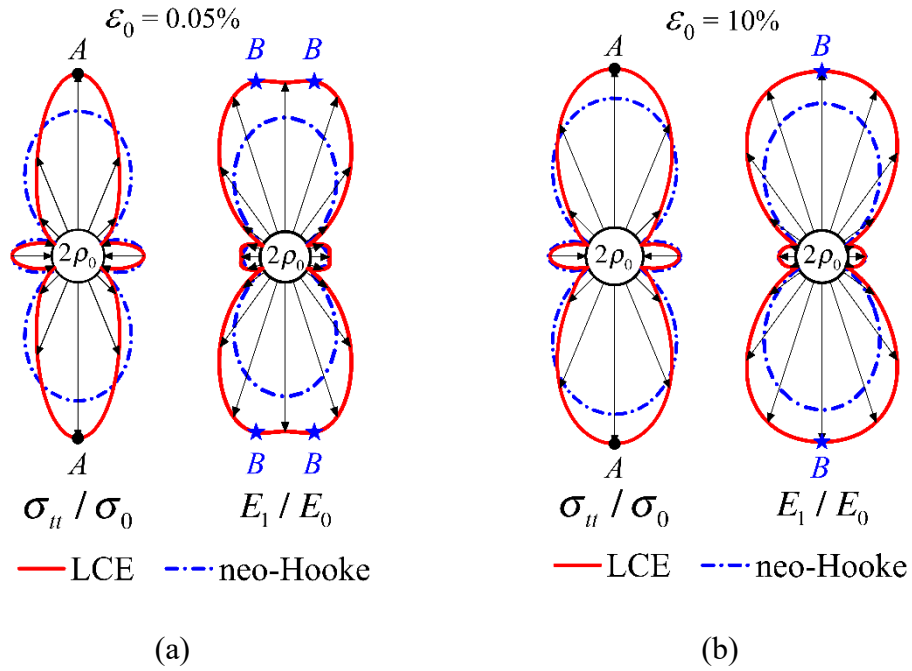 ε₀ = 0.05%
ε₀ = 10%
A
B
B
A
B
2ρ₀
2ρ₀
2ρ₀
2ρ₀
A
B
B
A
B
σₜₜ / σ₀
E₁ / E₀
σₜₜ / σ₀
E₁ / E₀
LCE
neo-Hooke
LCE
neo-Hooke
(a)
(b)